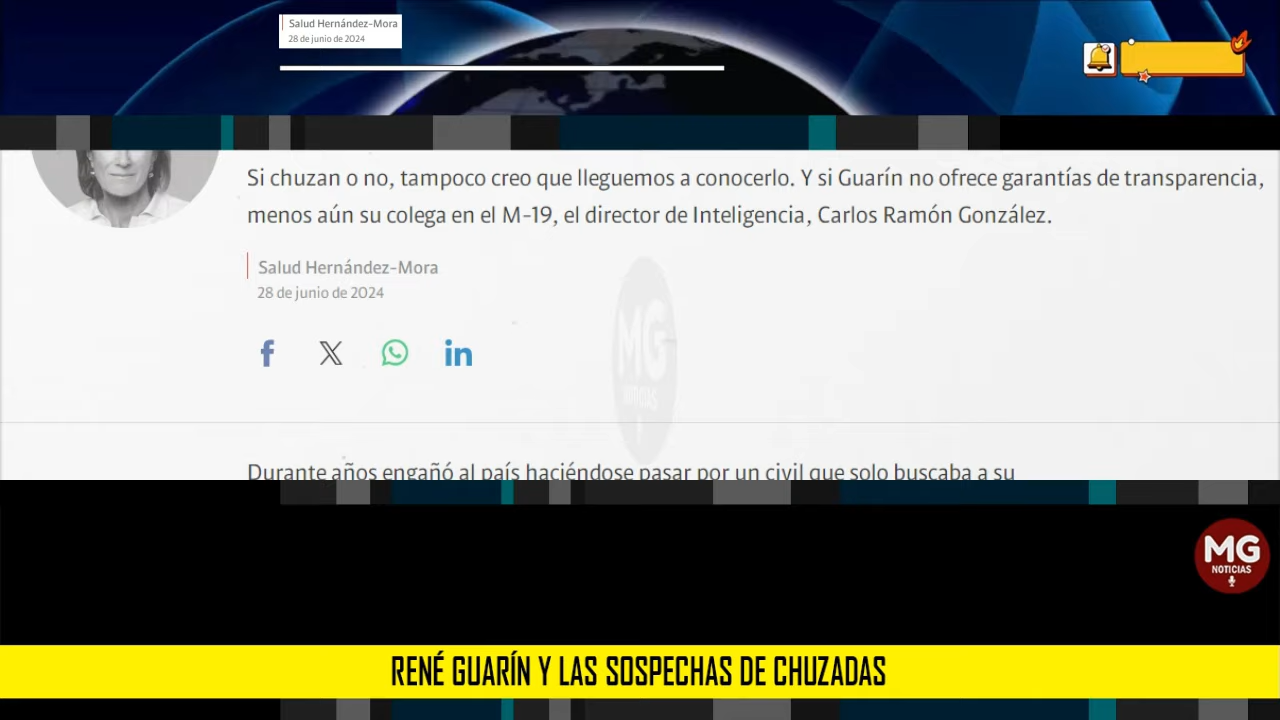 Salud Hernández-Mora
28 de junio de 2024
Si chuzan o no, tampoco creo que lleguemos a conocerlo. Y si Guarín no ofrece garantías de transparencia,
menos aún su colega en el M-19, el director de Inteligencia, Carlos Ramón González.
Salud Hernández-Mora
28 de junio de 2024
MG
NOTICIAS
Durante años engañó al país haciéndose pasar por un civil que solo buscaba a su
MG
NOTICIAS
RENÉ GUARÍN Y LAS SOSPECHAS DE CHUZADAS